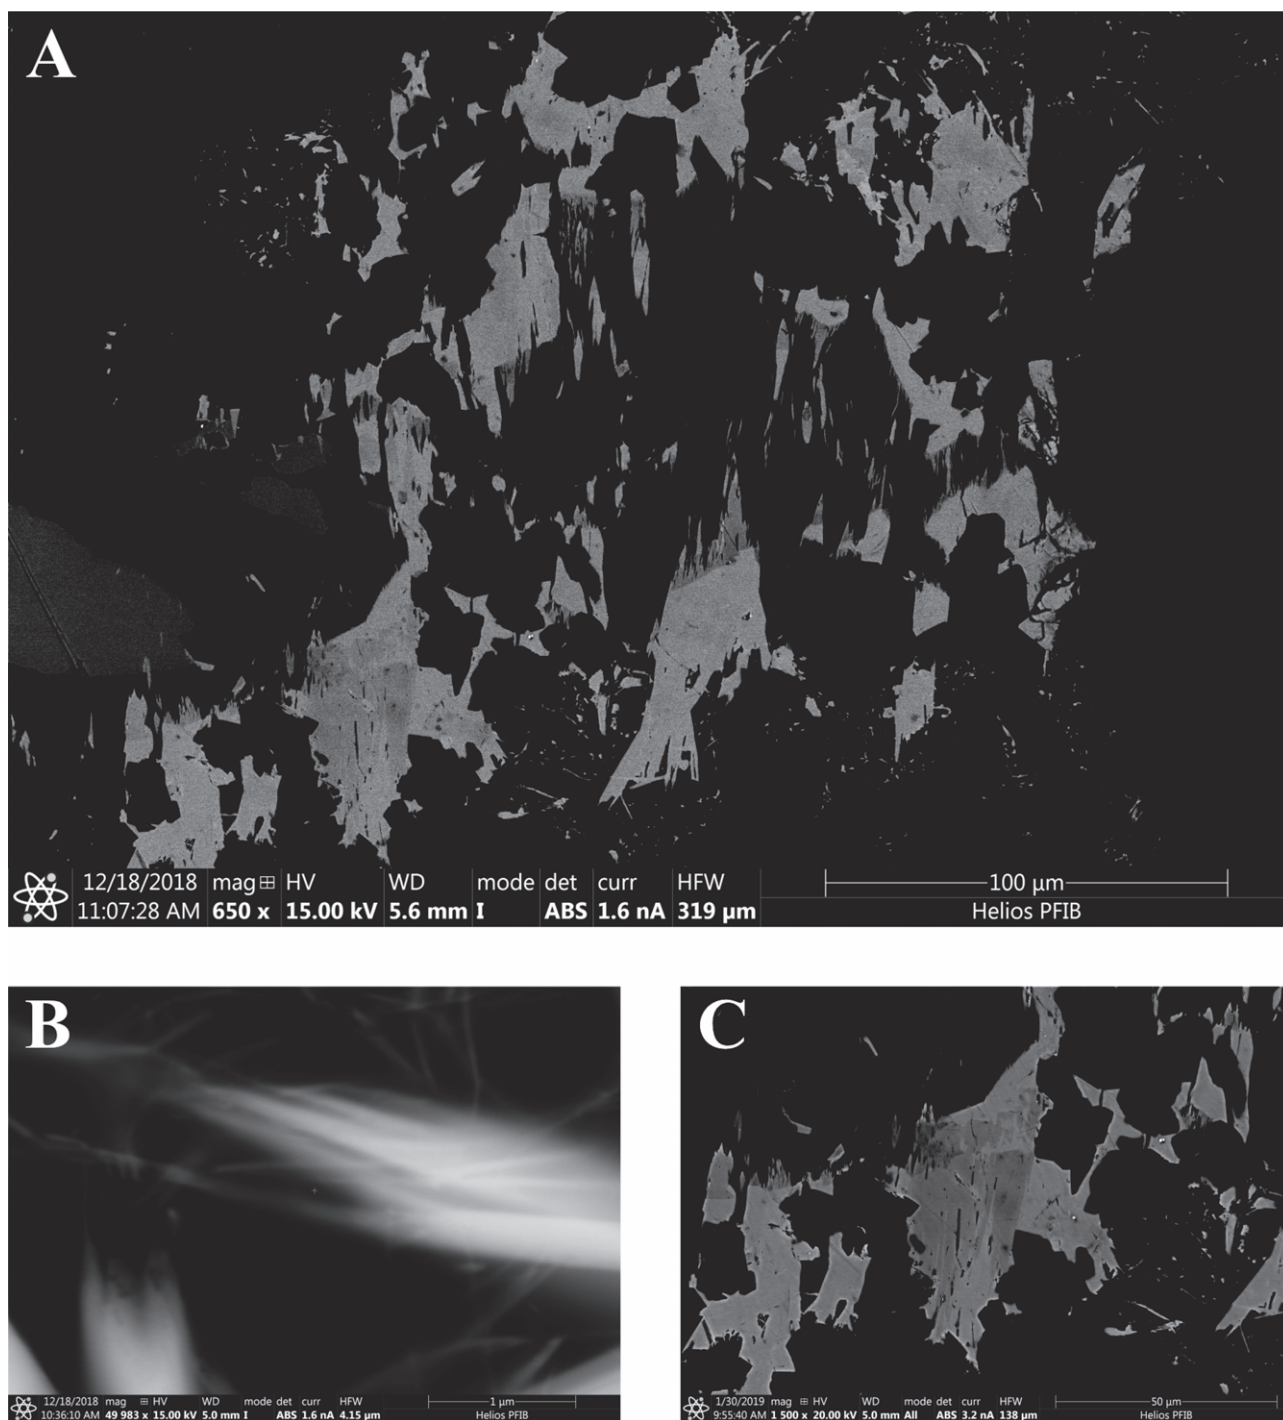 A
12/18/2018 mag HV WD mode det curr HFW 100 µm
11:07:28 AM 650 x 15.00 kV 5.6 mm I ABS 1.6 nA 319 µm Helios PFIB
B
C
12/18/2018 mag HV WD mode det curr HFW 1 µm
10:36:10 AM 49 983 x 15.00 kV 5.0 mm I ABS 1.6 nA 4.15 µm Helios PFIB
1/30/2019 mag HV WD mode det curr HFW 50 µm
9:55:40 AM 1 500 x 20.00 kV 5.0 mm All ABS 3.2 nA 138 µm Helios PFIB